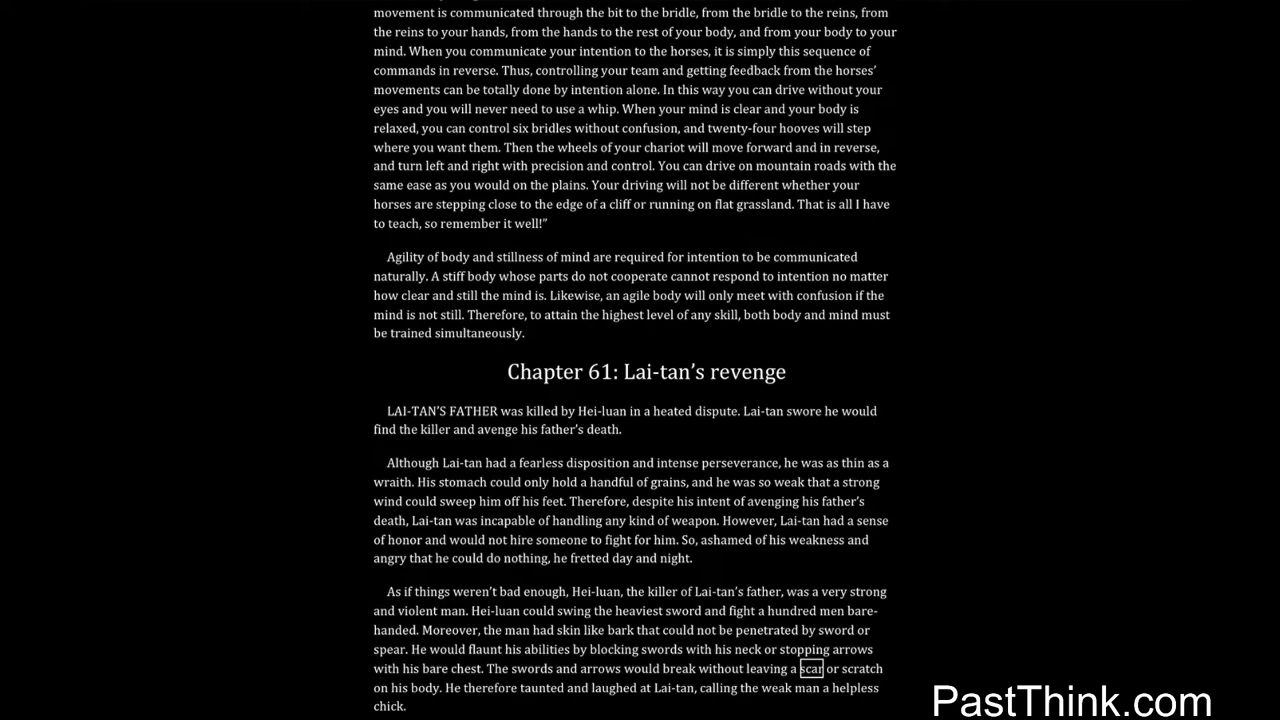 movement is communicated through the bit to the bridle, from the bridle to the reins, from
the reins to your hands, from the hands to the rest of your body, and from your body to your
mind. When you communicate your intention to the horses, it is simply this sequence of
commands in reverse. Thus, controlling your team and getting feedback from the horses’
movements can be totally done by intention alone. In this way you can drive without your
eyes and you will never need to use a whip. When your mind is clear and your body is
relaxed, you can control six bridles without confusion, and twenty-four hooves will step
where you want them. Then the wheels of your chariot will move forward and in reverse,
and turn left and right with precision and control. You can drive on mountain roads with the
same ease as you would on the plains. Your driving will not be different whether your
horses are stepping close to the edge of a cliff or running on flat grassland. That is all I have
to teach, so remember it well!”
Agility of body and stillness of mind are required for intention to be communicated
naturally. A stiff body whose parts do not cooperate cannot respond to intention no matter
how clear and still the mind is. Likewise, an agile body will only meet with confusion if the
mind is not still. Therefore, to attain the highest level of any skill, both body and mind must
be trained simultaneously.
Chapter 61: Lai-tan’s revenge
LAI-TAN’S FATHER was killed by Hei-luan in a heated dispute. Lai-tan swore he would
find the killer and avenge his father’s death.
Although Lai-tan had a fearless disposition and intense perseverance, he was as thin as a
wraith. His stomach could only hold a handful of grains, and he was so weak that a strong
wind could sweep him off his feet. Therefore, despite his intent of avenging his father’s
death, Lai-tan was incapable of handling any kind of weapon. However, Lai-tan had a sense
of honor and would not hire someone to fight for him. So, ashamed of his weakness and
angry that he could do nothing, he fretted day and night.
As if things weren’t bad enough, Hei-luan, the killer of Lai-tan’s father, was a very strong
and violent man. Hei-luan could swing the heaviest sword and fight a hundred men bare-
handed. Moreover, the man had skin like bark that could not be penetrated by sword or
spear. He would flaunt his abilities by blocking swords with his neck or stopping arrows
with his bare chest. The swords and arrows would break without leaving a scar or scratch
on his body. He therefore taunted and laughed at Lai-tan, calling the weak man a helpless
chick.
PastThink.com